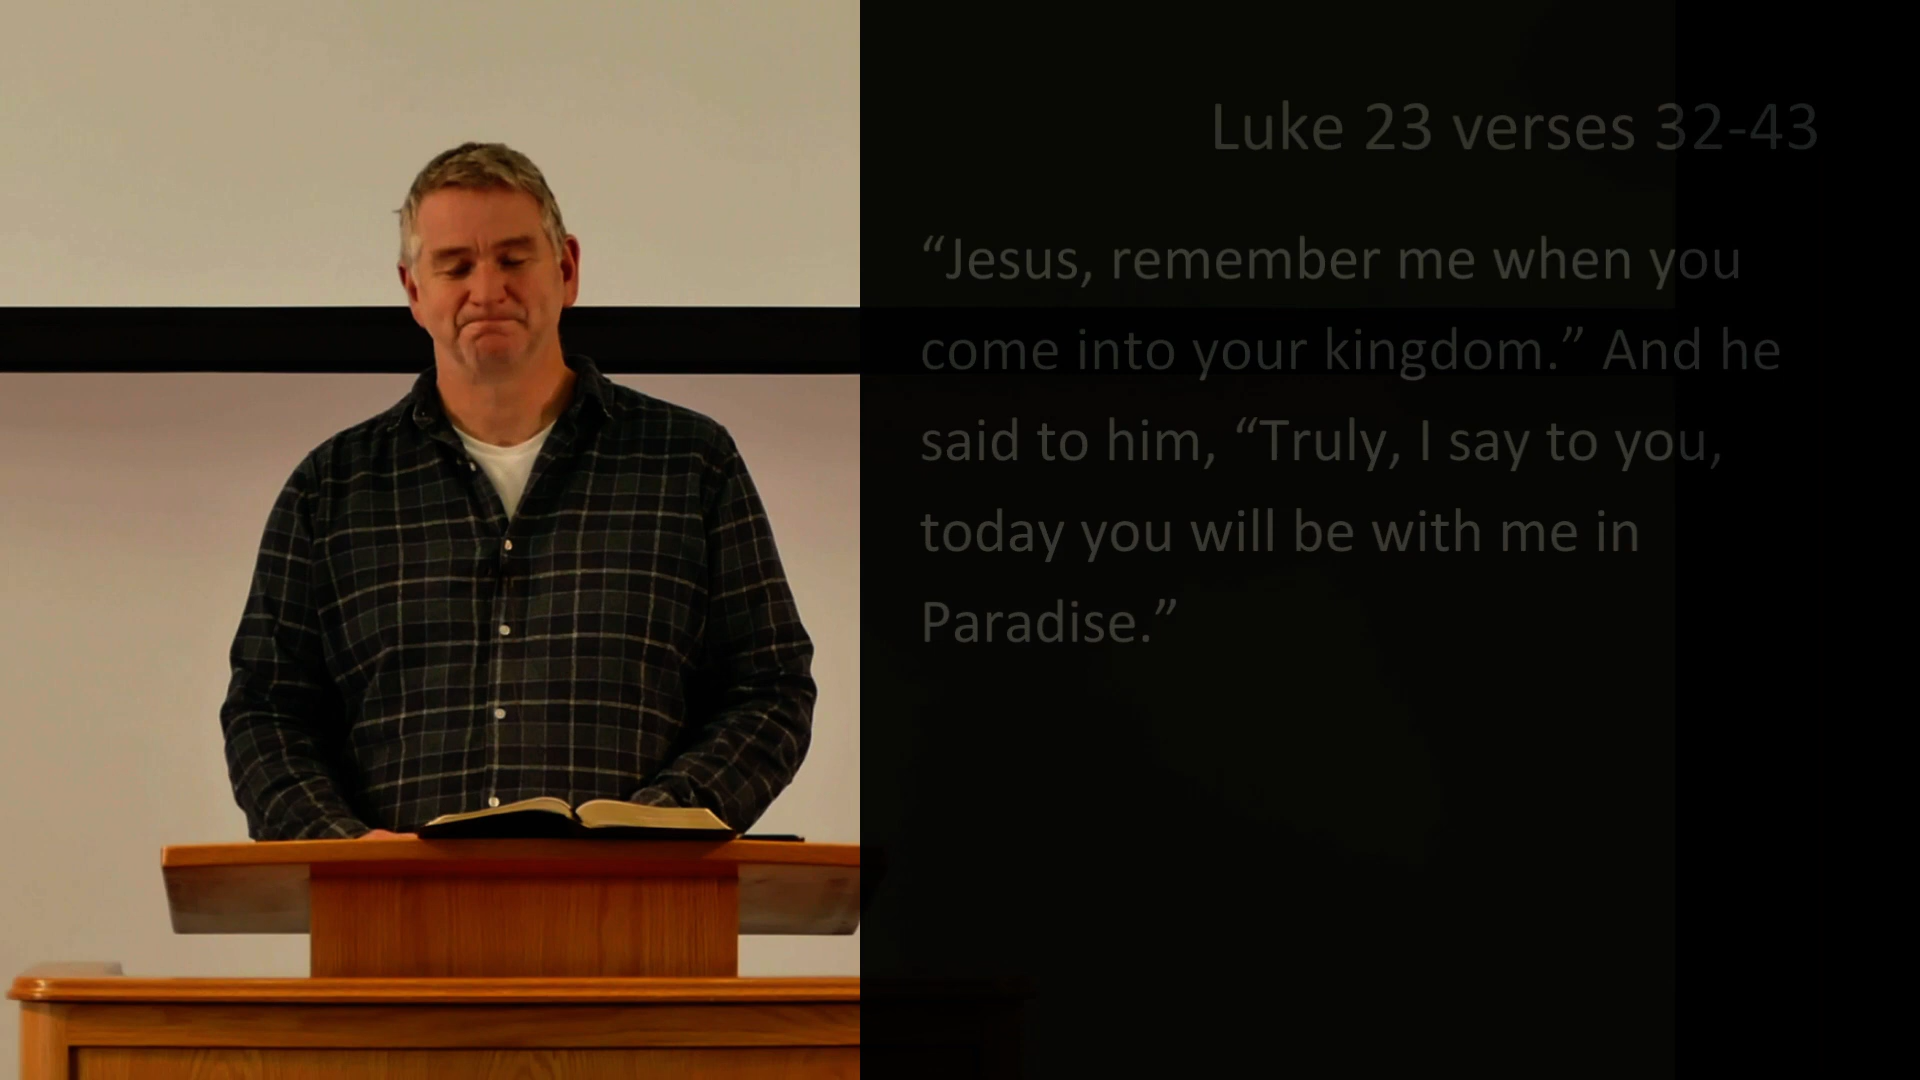 Luke 23 verses 32-43
“Jesus, remember me when you
come into your kingdom.” And he
said to him, “Truly, I say to you,
today you will be with me in
Paradise.”